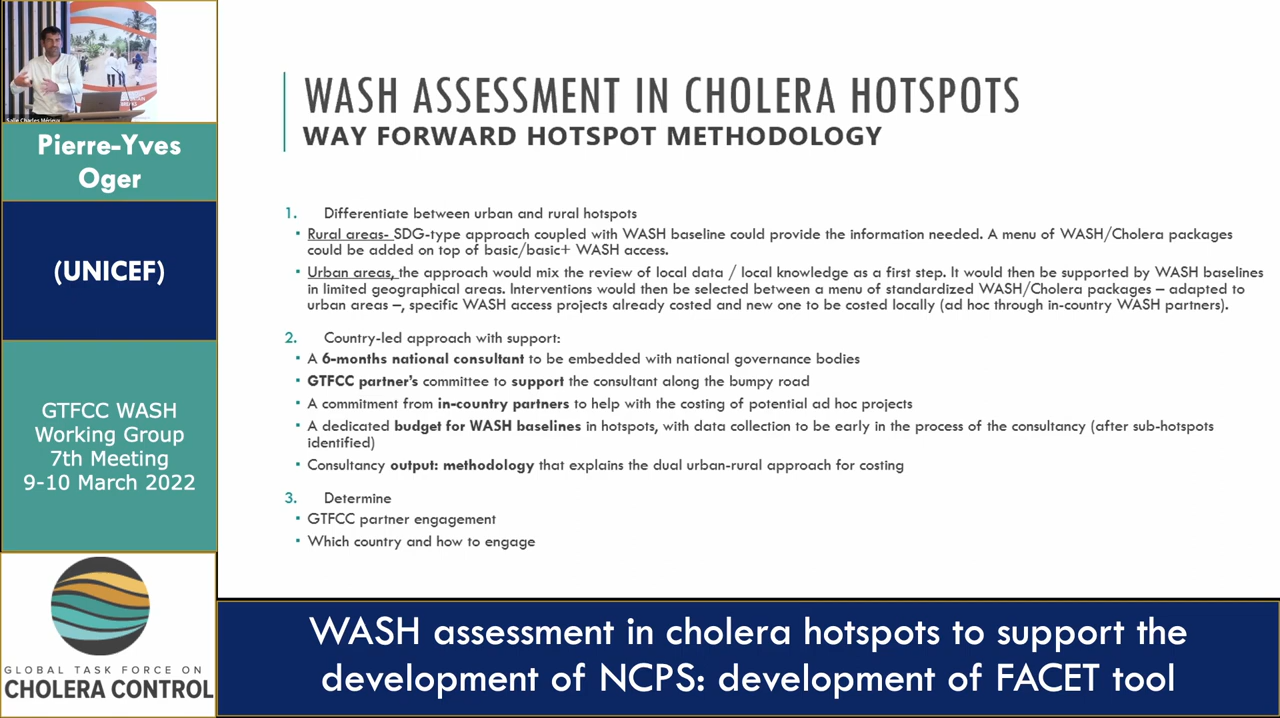 Salle Charles Mérieux
Pierre-Yves
Oger
(UNICEF)
GTFCC WASH
Working Group
7th Meeting
9-10 March 2022
GLOBAL TASK FORCE ON
CHOLERA CONTROL
WASH ASSESSMENT IN CHOLERA HOTSPOTS
WAY FORWARD HOTSPOT METHODOLOGY
1. Differentiate between urban and rural hotspots
▪ Rural areas- SDG-type approach coupled with WASH baseline could provide the information needed. A menu of WASH/Cholera packages
could be added on top of basic/basic+ WASH access.
▪ Urban areas, the approach would mix the review of local data / local knowledge as a first step. It would then be supported by WASH baselines
in limited geographical areas. Interventions would then be selected between a menu of standardized WASH/Cholera packages – adapted to
urban areas –, specific WASH access projects already costed and new one to be costed locally (ad hoc through in-country WASH partners).
2. Country-led approach with support:
▪ A 6-months national consultant to be embedded with national governance bodies
▪ GTFCC partner's committee to support the consultant along the bumpy road
▪ A commitment from in-country partners to help with the costing of potential ad hoc projects
▪ A dedicated budget for WASH baselines in hotspots, with data collection to be early in the process of the consultancy (after sub-hotspots
identified)
▪ Consultancy output: methodology that explains the dual urban-rural approach for costing
3. Determine
▪ GTFCC partner engagement
▪ Which country and how to engage
WASH assessment in cholera hotspots to support the
development of NCPS: development of FACET tool